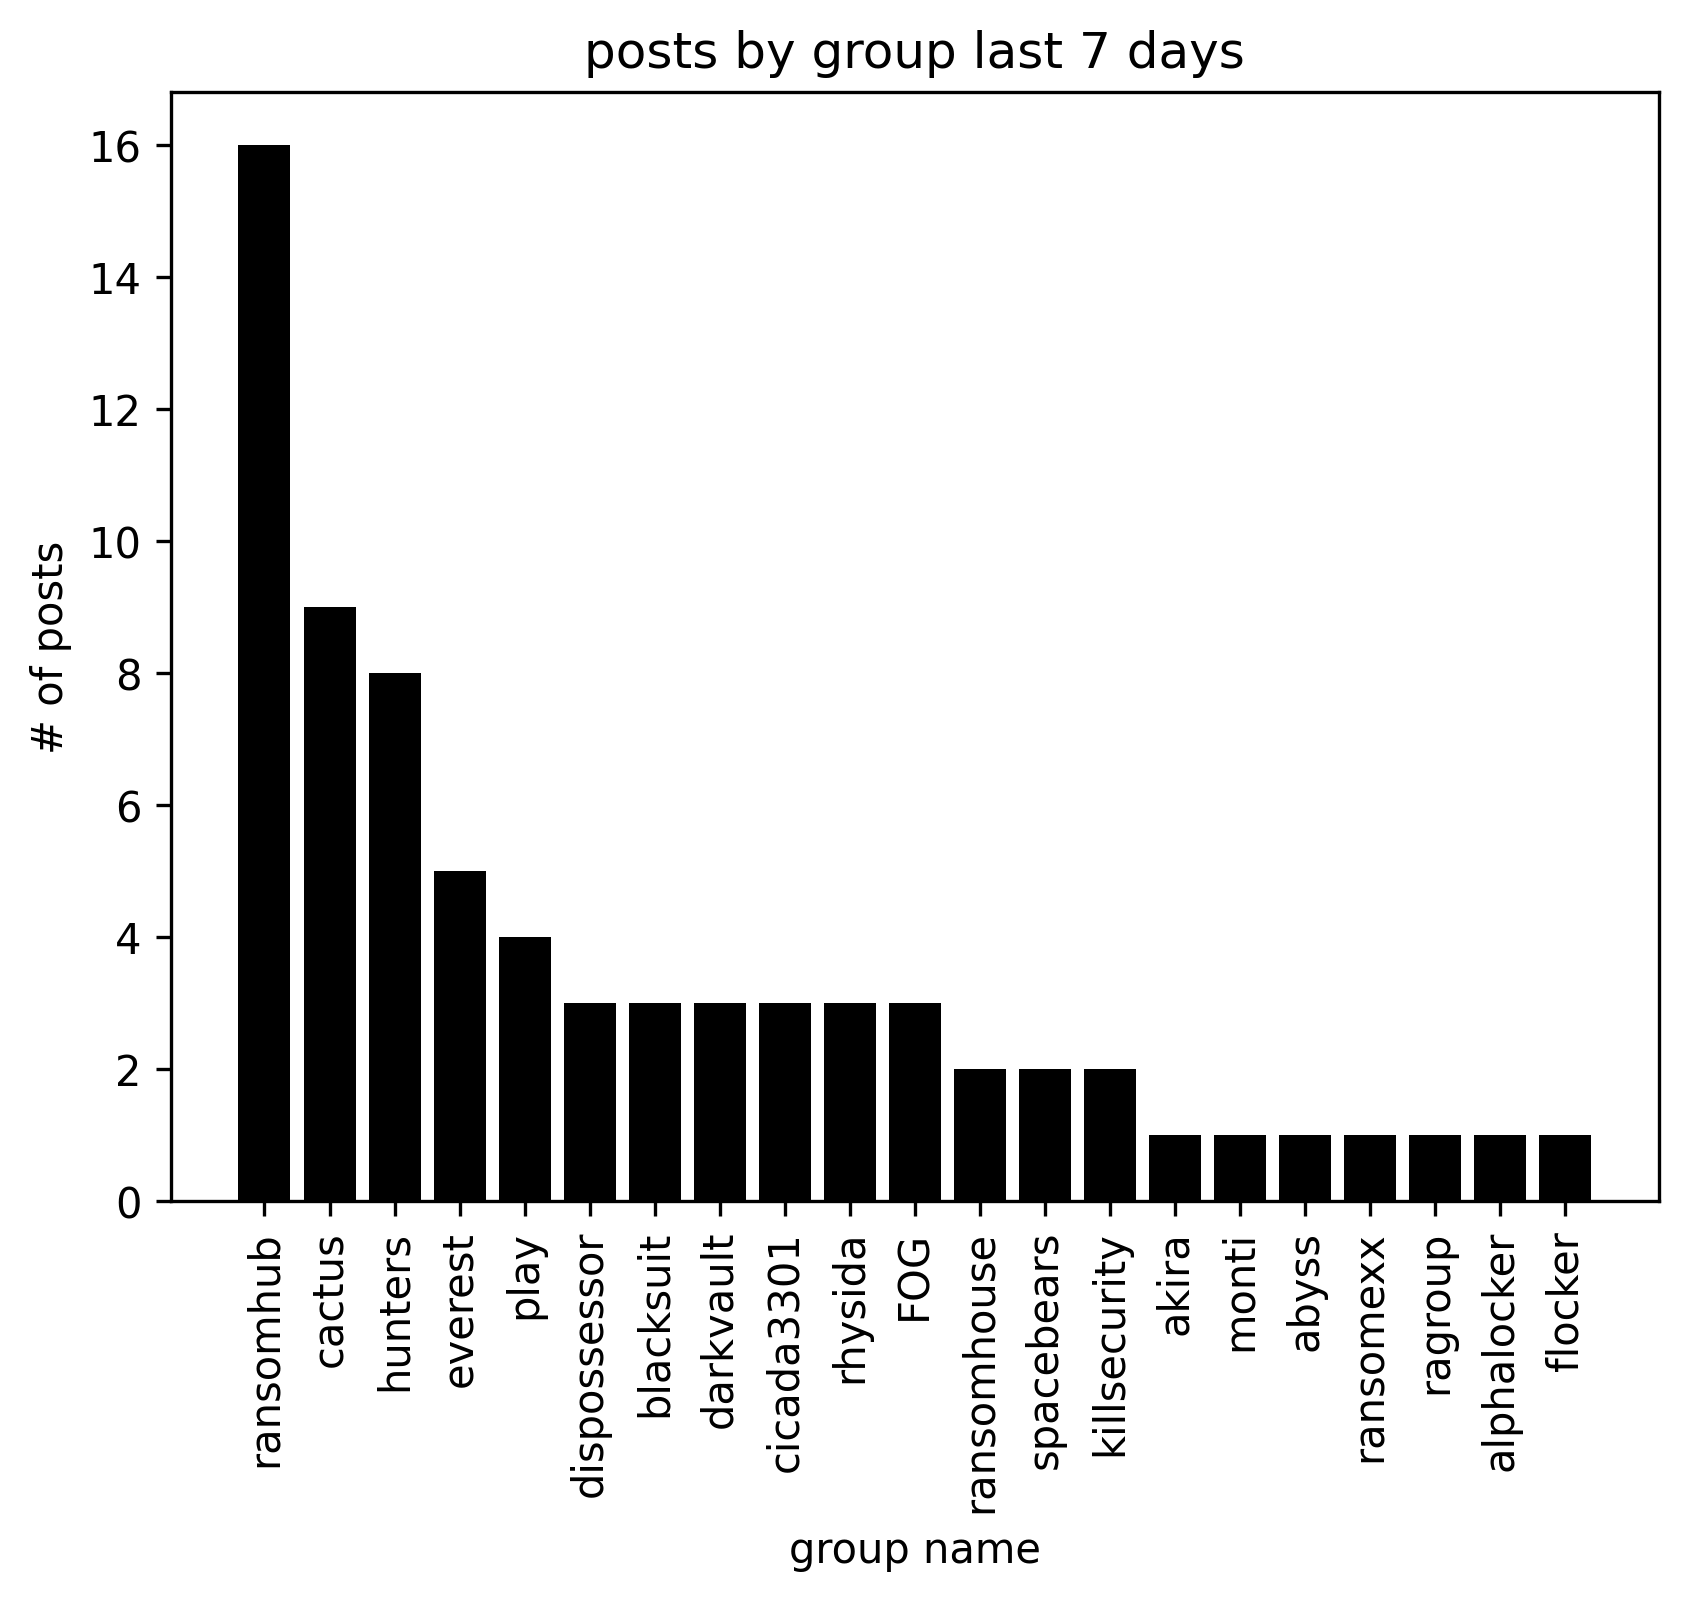 posts by group last 7 days
16
14
12
10
8
6
4
2
0
# of posts
ransomhub
cactus
hunters
everest
play
dispossessor
blacksuit
darkvault
cicada3301
rhysida
FOG
ransomhouse
spacebears
killsecurity
akira
monti
abyss
ransomexx
ragroup
alphalocker
flocker
group name